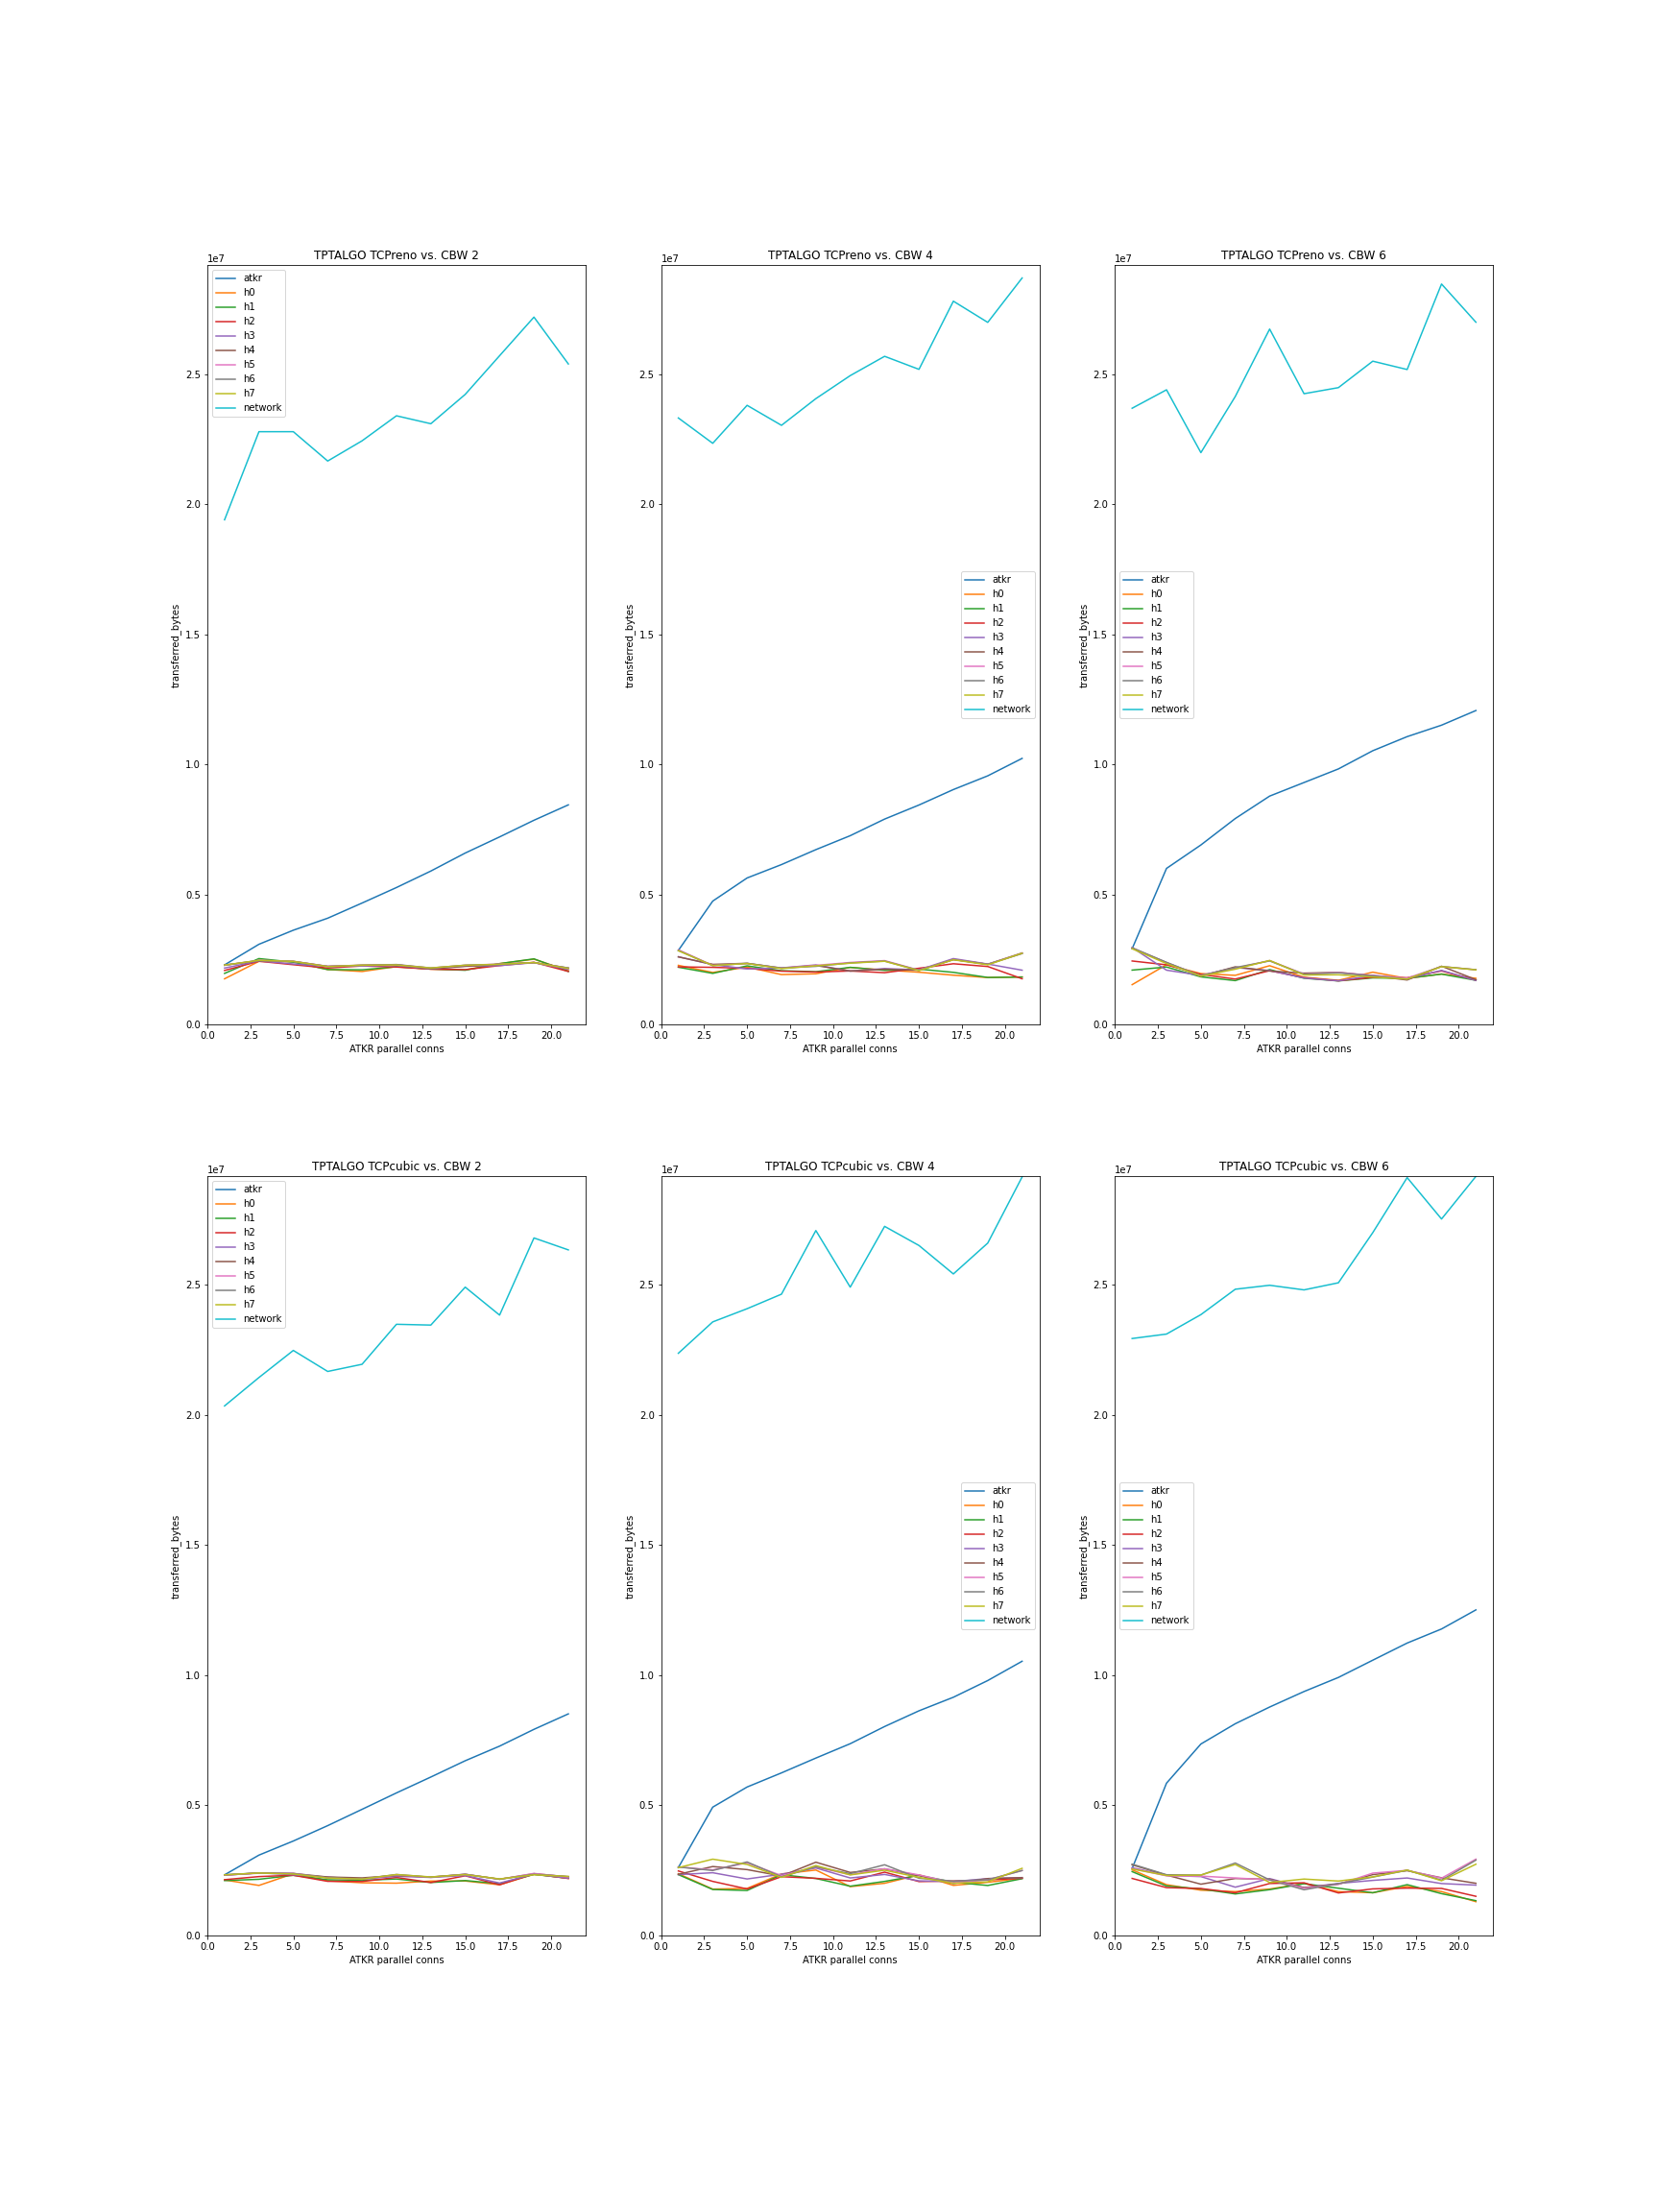 TPTALGO TCPreno vs. CBW 2
1e7
atkr
h0
h1
h2
h3
h4
h5
h6
h7
network
2.5
2.0
1.5
1.0
0.5
0.0
transferred_bytes
0.0 2.5 5.0 7.5 10.0 12.5 15.0 17.5 20.0
ATKR parallel conns
TPTALGO TCPreno vs. CBW 4
1e7
2.5
2.0
1.5
1.0
0.5
0.0
transferred_bytes
atkr
h0
h1
h2
h3
h4
h5
h6
h7
network
0.0 2.5 5.0 7.5 10.0 12.5 15.0 17.5 20.0
ATKR parallel conns
TPTALGO TCPreno vs. CBW 6
1e7
2.5
2.0
1.5
1.0
0.5
0.0
transferred_bytes
atkr
h0
h1
h2
h3
h4
h5
h6
h7
network
0.0 2.5 5.0 7.5 10.0 12.5 15.0 17.5 20.0
ATKR parallel conns
TPTALGO TCPcubic vs. CBW 2
1e7
atkr
h0
h1
h2
h3
h4
h5
h6
h7
network
2.5
2.0
1.5
1.0
0.5
0.0
transferred_bytes
0.0 2.5 5.0 7.5 10.0 12.5 15.0 17.5 20.0
ATKR parallel conns
TPTALGO TCPcubic vs. CBW 4
1e7
2.5
2.0
1.5
1.0
0.5
0.0
transferred_bytes
atkr
h0
h1
h2
h3
h4
h5
h6
h7
network
0.0 2.5 5.0 7.5 10.0 12.5 15.0 17.5 20.0
ATKR parallel conns
TPTALGO TCPcubic vs. CBW 6
1e7
2.5
2.0
1.5
1.0
0.5
0.0
transferred_bytes
atkr
h0
h1
h2
h3
h4
h5
h6
h7
network
0.0 2.5 5.0 7.5 10.0 12.5 15.0 17.5 20.0
ATKR parallel conns